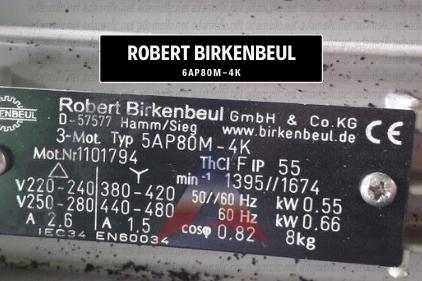 ROBERT BIRKENBEUL
6AP80M-4K
BIRKENBEUL
Robert Birkenbeul GmbH & Co.KG
D-57577 Hamm/Sieg www.birkenbeul.de
3-Mot. Typ 5AP80M-4K CE
Mot.Nr1101794 ThCl F IP 55
△ Y min⁻¹ 1395//1674
V220-240 380-420 50//60 Hz kW 0.55
V250-280 440-480 60 Hz kW 0.66
A 2.6 A 1.5 cosφ 0.82 8kg
IEC34 EN60034